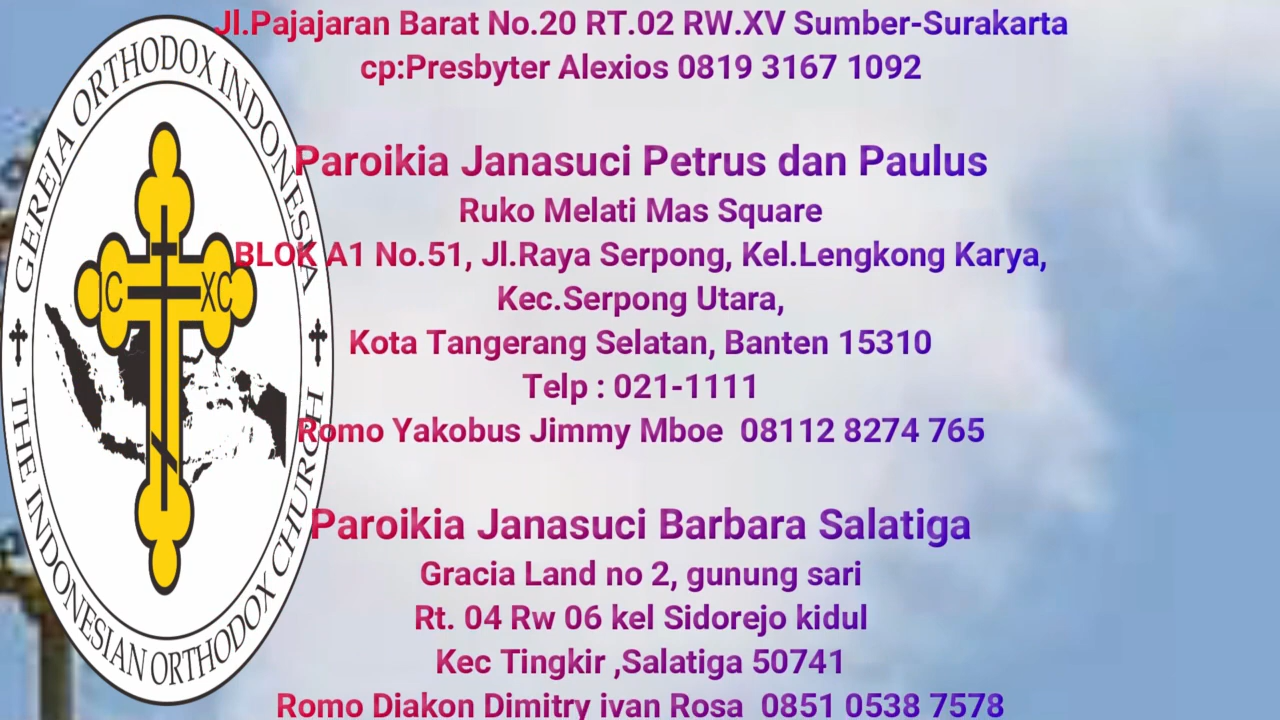 Jl.Pajajaran Barat No.20 RT.02 RW.XV Sumber-Surakarta
cp:Presbyter Alexios 0819 3167 1092
Paroikia Janasuci Petrus dan Paulus
Ruko Melati Mas Square
BLOK A1 No.51, Jl.Raya Serpong, Kel.Lengkong Karya,
Kec.Serpong Utara,
Kota Tangerang Selatan, Banten 15310
Telp : 021-1111
Romo Yakobus Jimmy Mboe 08112 8274 765
Paroikia Janasuci Barbara Salatiga
Gracia Land no 2, gunung sari
Rt. 04 Rw 06 kel Sidorejo kidul
Kec Tingkir ,Salatiga 50741
Romo Diakon Dimitry ivan Rosa 0851 0538 7578
GEREJA ORTHODOX INDONESIA
IC XC
THE INDONESIAN ORTHODOX CHURCH